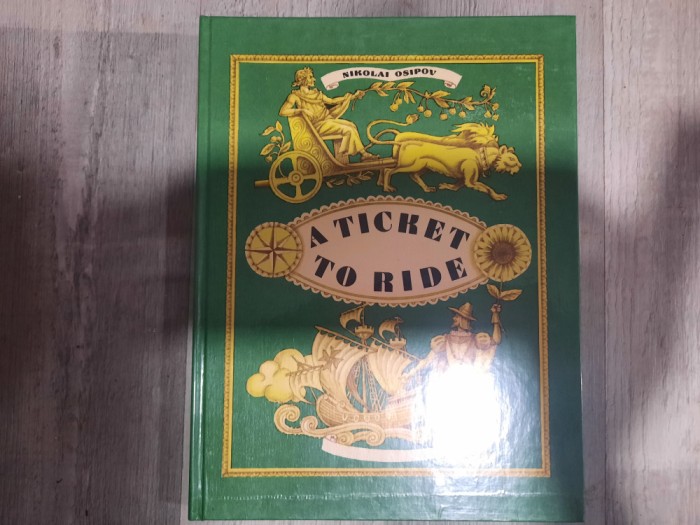 NIKOLAI OSIPOV
A TICKET
TO RIDE